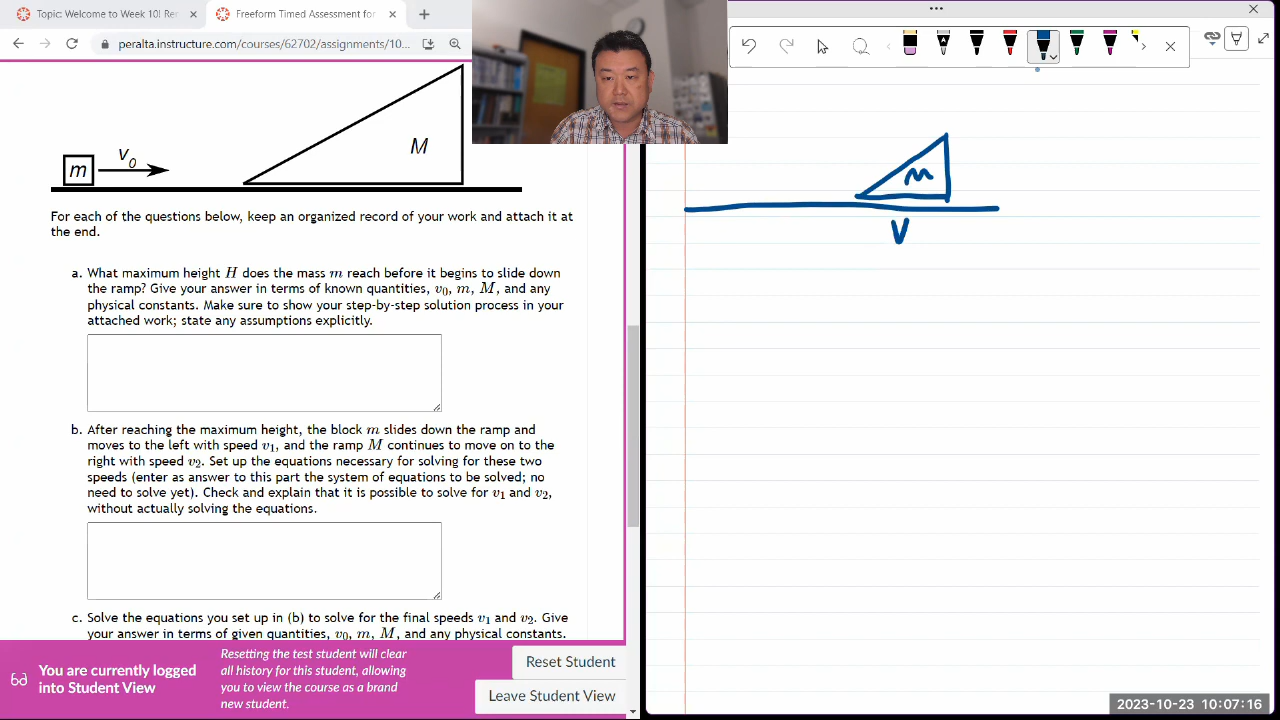 Topic: Welcome to Week 10! Re
Freeform Timed Assessment for
peralta.instructure.com/courses/62702/assignments/10...
m
v0
M
For each of the questions below, keep an organized record of your work and attach it at
the end.
a. What maximum height H does the mass m reach before it begins to slide down
the ramp? Give your answer in terms of known quantities, v0, m, M, and any
physical constants. Make sure to show your step-by-step solution process in your
attached work; state any assumptions explicitly.
b. After reaching the maximum height, the block m slides down the ramp and
moves to the left with speed v1, and the ramp M continues to move on to the
right with speed v2. Set up the equations necessary for solving for these two
speeds (enter as answer to this part the system of equations to be solved; no
need to solve yet). Check and explain that it is possible to solve for v1 and v2,
without actually solving the equations.
c. Solve the equations you set up in (b) to solve for the final speeds v1 and v2. Give
your answer in terms of given quantities, v0, m, M, and any physical constants.
You are currently logged
into Student View
Resetting the test student will clear
all history for this student, allowing
you to view the course as a brand
new student.
Reset Student
Leave Student View
A
m
V
2023-10-23 10:07:16